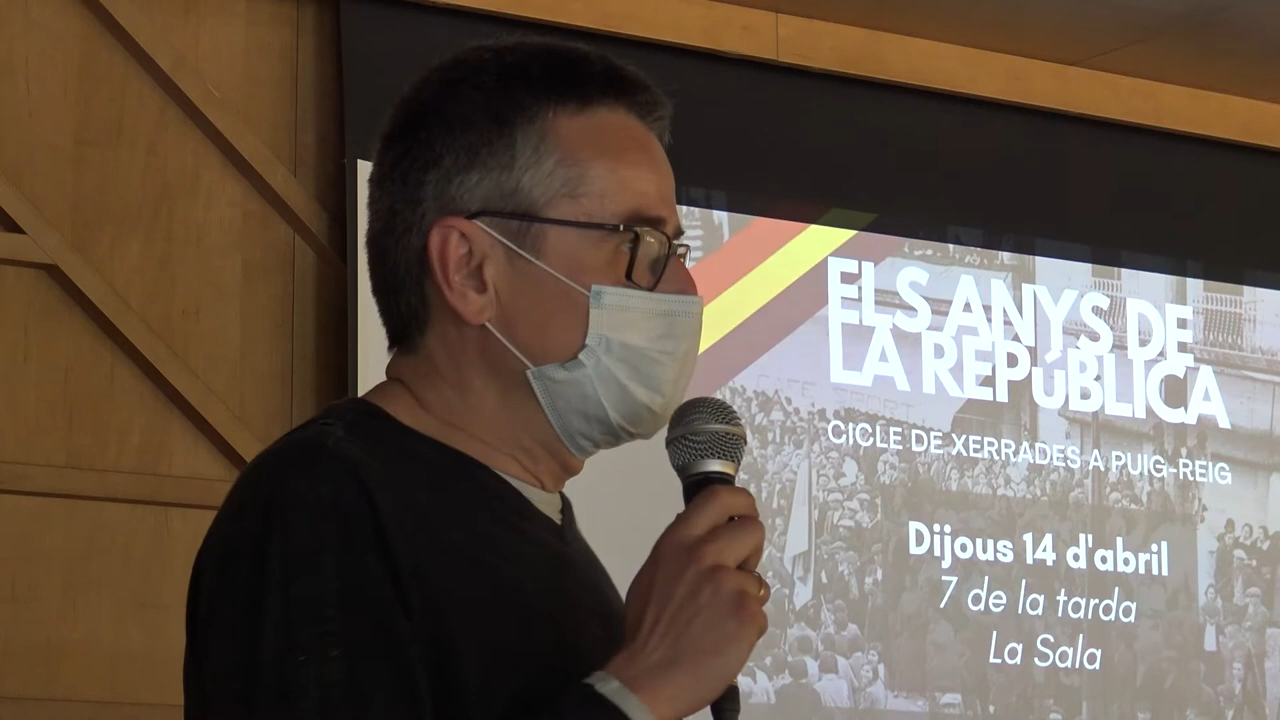 ELS ANYS DE
LA REPÚBLICA
CICLE DE XERRADES A PUIG-REIG
Dijous 14 d'abril
7 de la tarda
La Sala